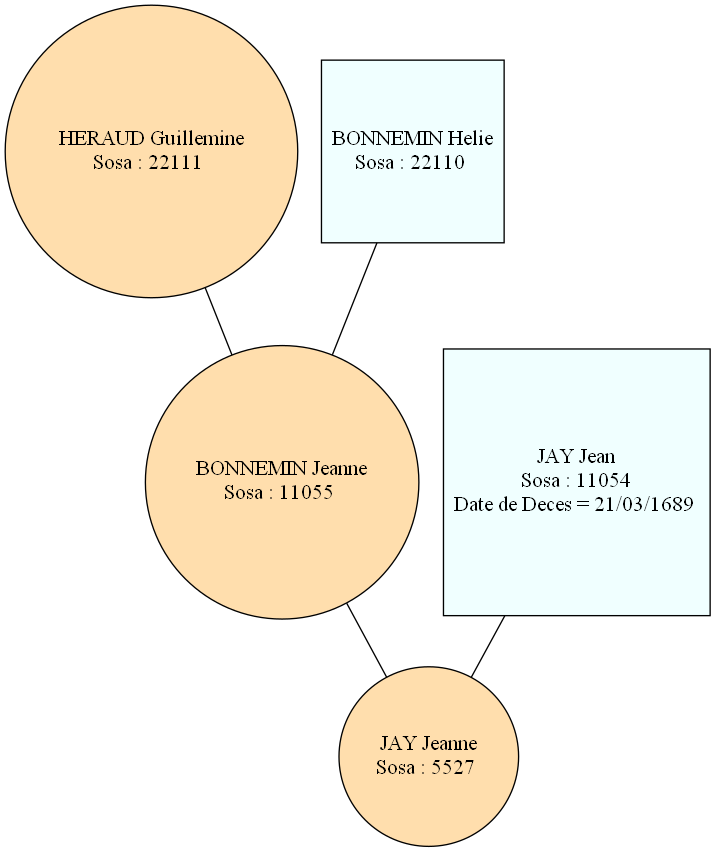 HERAUD Guillemine
Sosa : 22111
BONNEMIN Helie
Sosa : 22110
BONNEMIN Jeanne
Sosa : 11055
JAY Jean
Sosa : 11054
Date de Deces = 21/03/1689
JAY Jeanne
Sosa : 5527